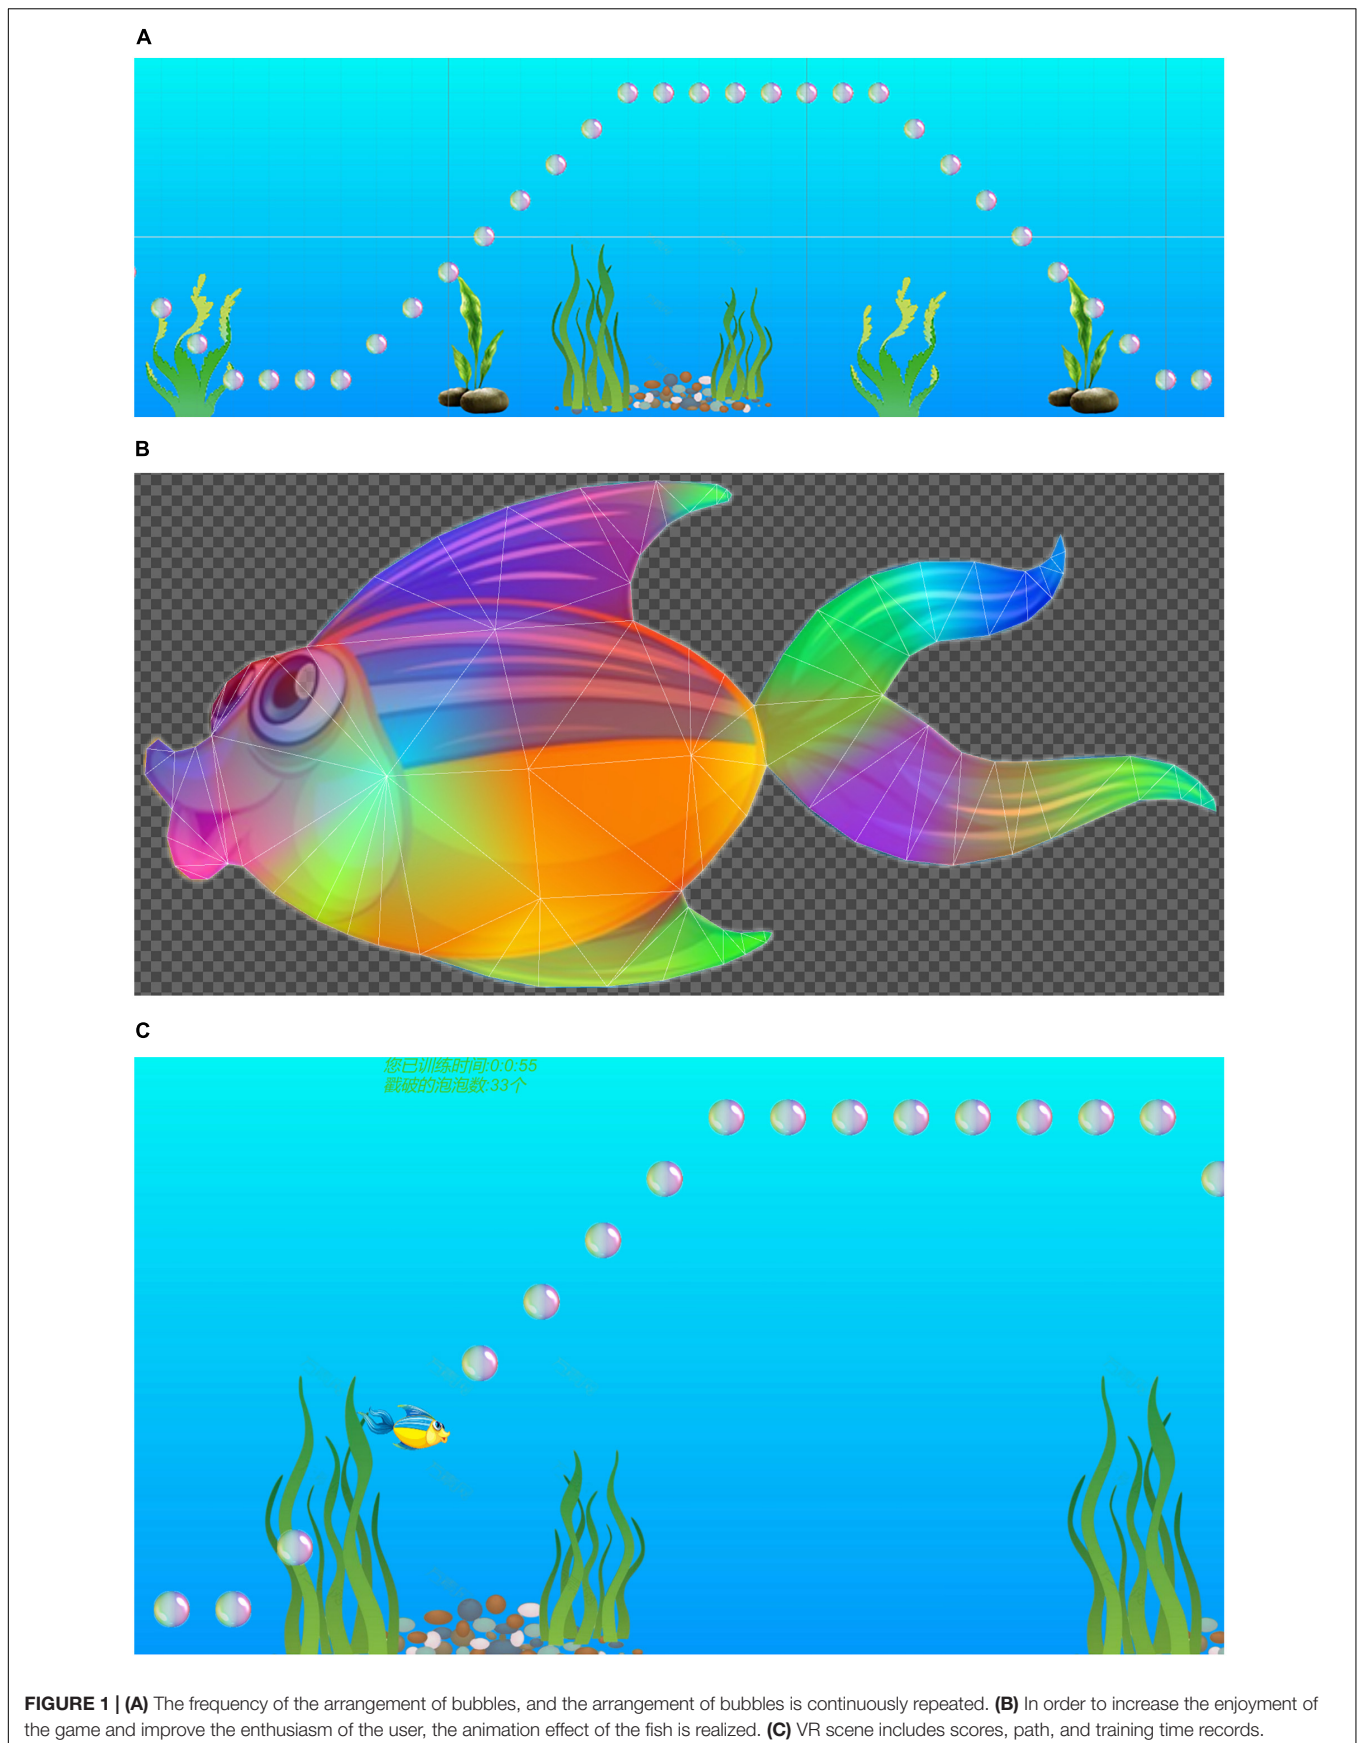 A
B
C
您已训练时间:0:0:55
戳破的泡泡数:33个
FIGURE 1 | (A) The frequency of the arrangement of bubbles, and the arrangement of bubbles is continuously repeated. (B) In order to increase the enjoyment of
the game and improve the enthusiasm of the user, the animation effect of the fish is realized. (C) VR scene includes scores, path, and training time records.